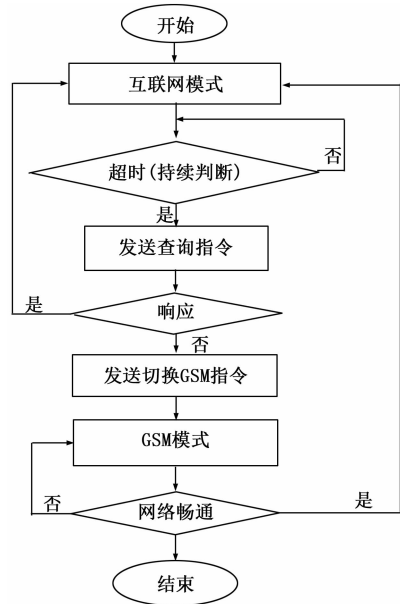 开始
互联网模式
否
超时(持续判断)
是
发送查询指令
是
响应
否
发送切换GSM指令
GSM模式
否
是
网络畅通
结束